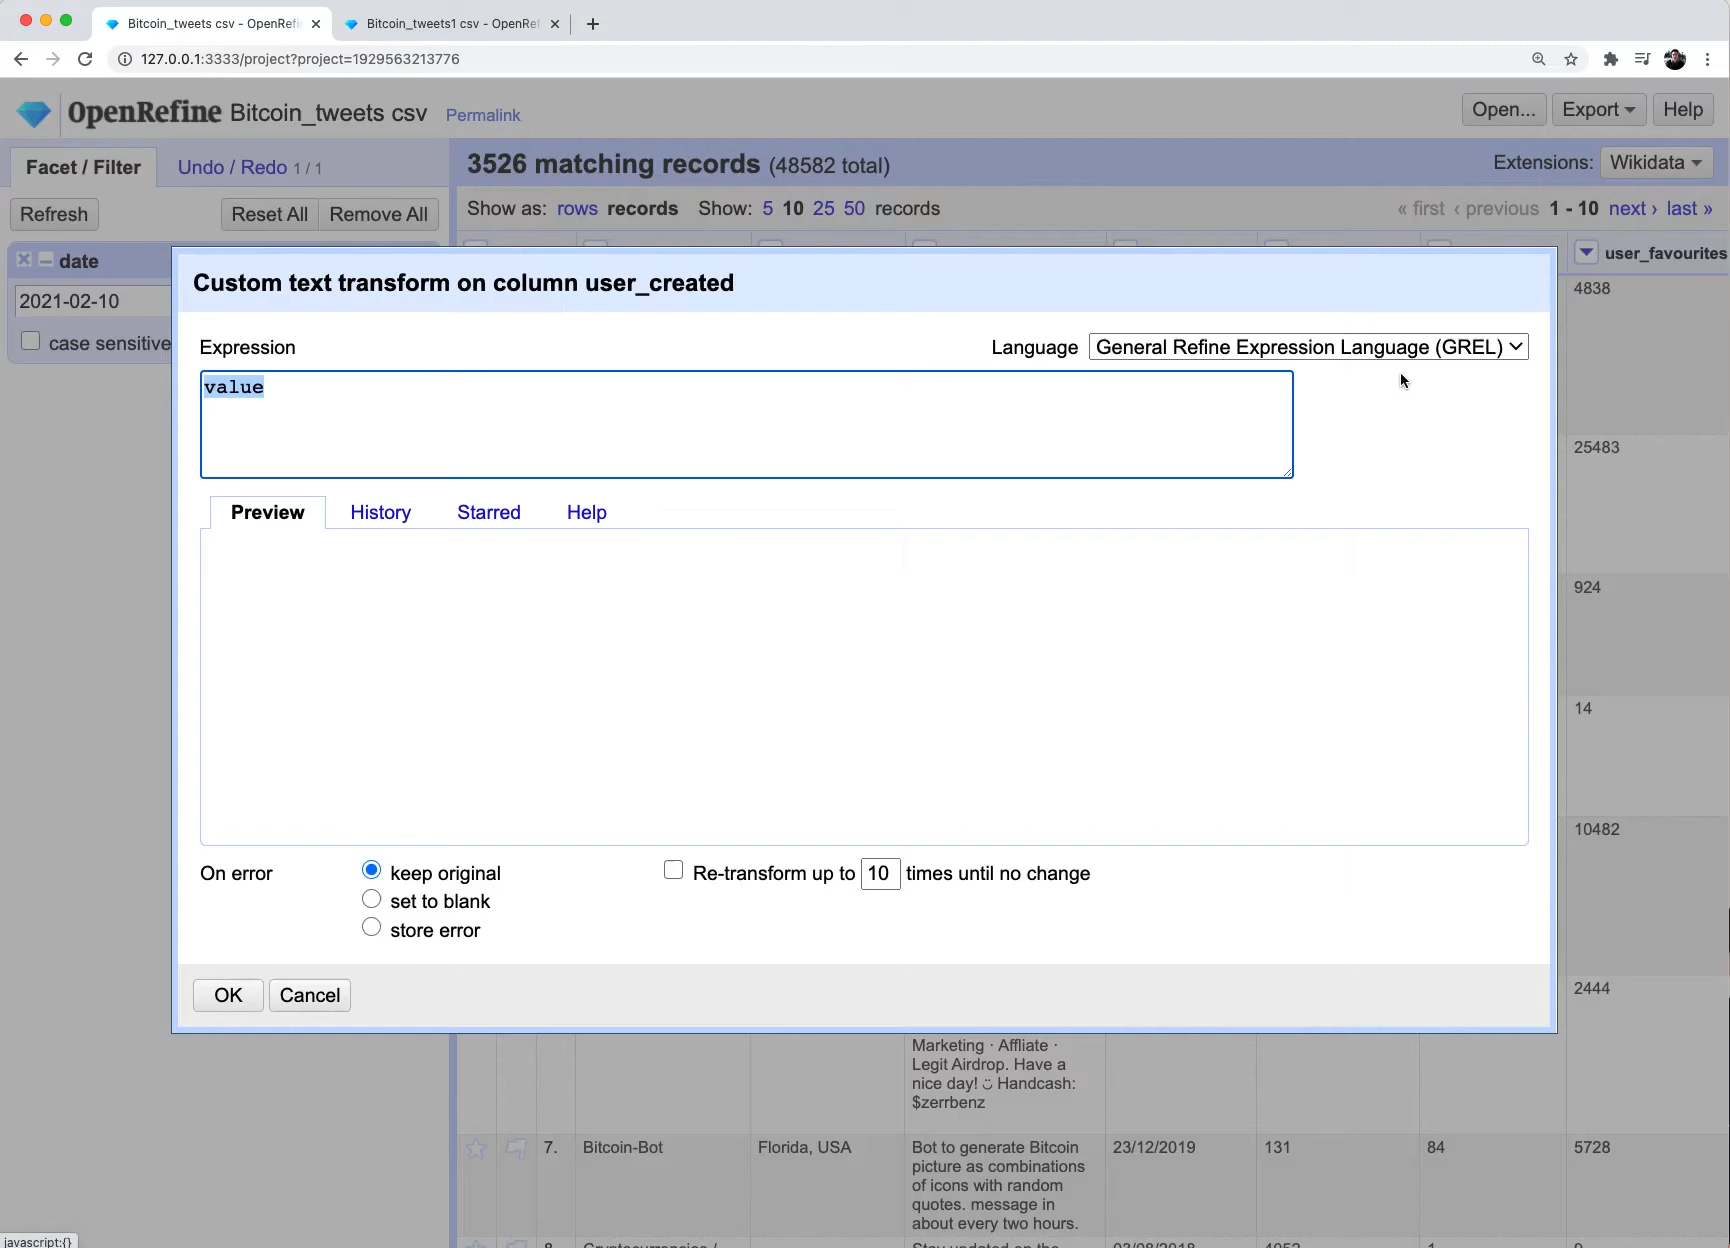 Bitcoin_tweets csv - OpenRefi
Bitcoin_tweets1 csv - OpenRef
127.0.0.1:3333/project?project=1929563213776
OpenRefine Bitcoin_tweets csv Permalink
Open... Export Help
Facet / Filter Undo / Redo 1 / 1
3526 matching records (48582 total)
Extensions: Wikidata
Refresh Reset All Remove All
Show as: rows records Show: 5 10 25 50 records
« first ‹ previous 1 - 10 next › last »
date
2021-02-10
case sensitive
user_favourites
Custom text transform on column user_created
Expression
Language General Refine Expression Language (GREL)
value
Preview History Starred Help
On error
keep original
set to blank
store error
Re-transform up to 10 times until no change
OK Cancel
4838
25483
924
14
10482
2444
Marketing · Affliate ·
Legit Airdrop. Have a
nice day! ت Handcash:
$zerrbenz
7. Bitcoin-Bot Florida, USA
Bot to generate Bitcoin
picture as combinations
of icons with random
quotes. message in
about every two hours.
23/12/2019 131 84 5728
javascript:{}